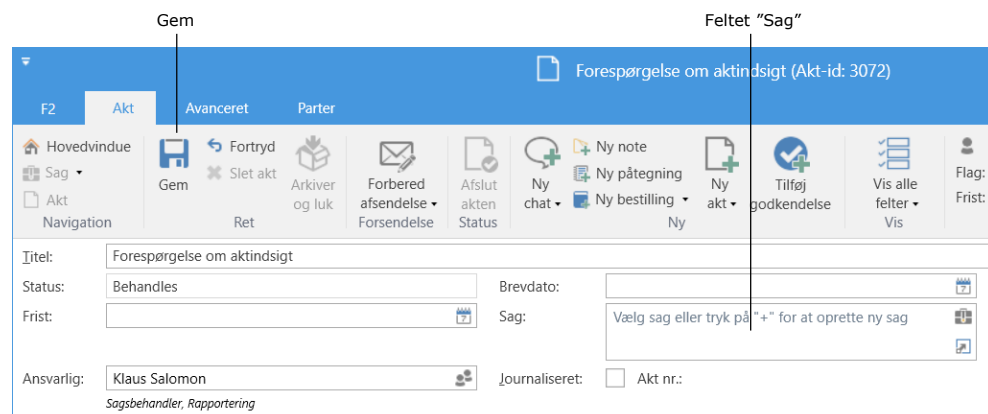 Gem
Feltet ”Sag”
Forespørgelse om aktindsigt (Akt-id: 3072)
F2 Akt Avanceret Parter
Hovedvindue
Sag
Akt
Navigation
Gem
Fortryd
Slet akt
Arkiver
og luk
Ret
Forbered
afsendelse
Forsendelse
Afslut
akten
Status
Ny
chat
Ny note
Ny påtegning
Ny bestilling
Ny
akt
Tilføj
godkendelse
Ny
Vis alle
felter
Vis
Flag:
Frist:
Titel: Forespørgelse om aktindsigt
Status: Behandles
Brevdato:
Frist:
Sag: Vælg sag eller tryk på "+" for at oprette ny sag
Ansvarlig: Klaus Salomon
Journaliseret: Akt nr.:
Sagsbehandler, Rapportering